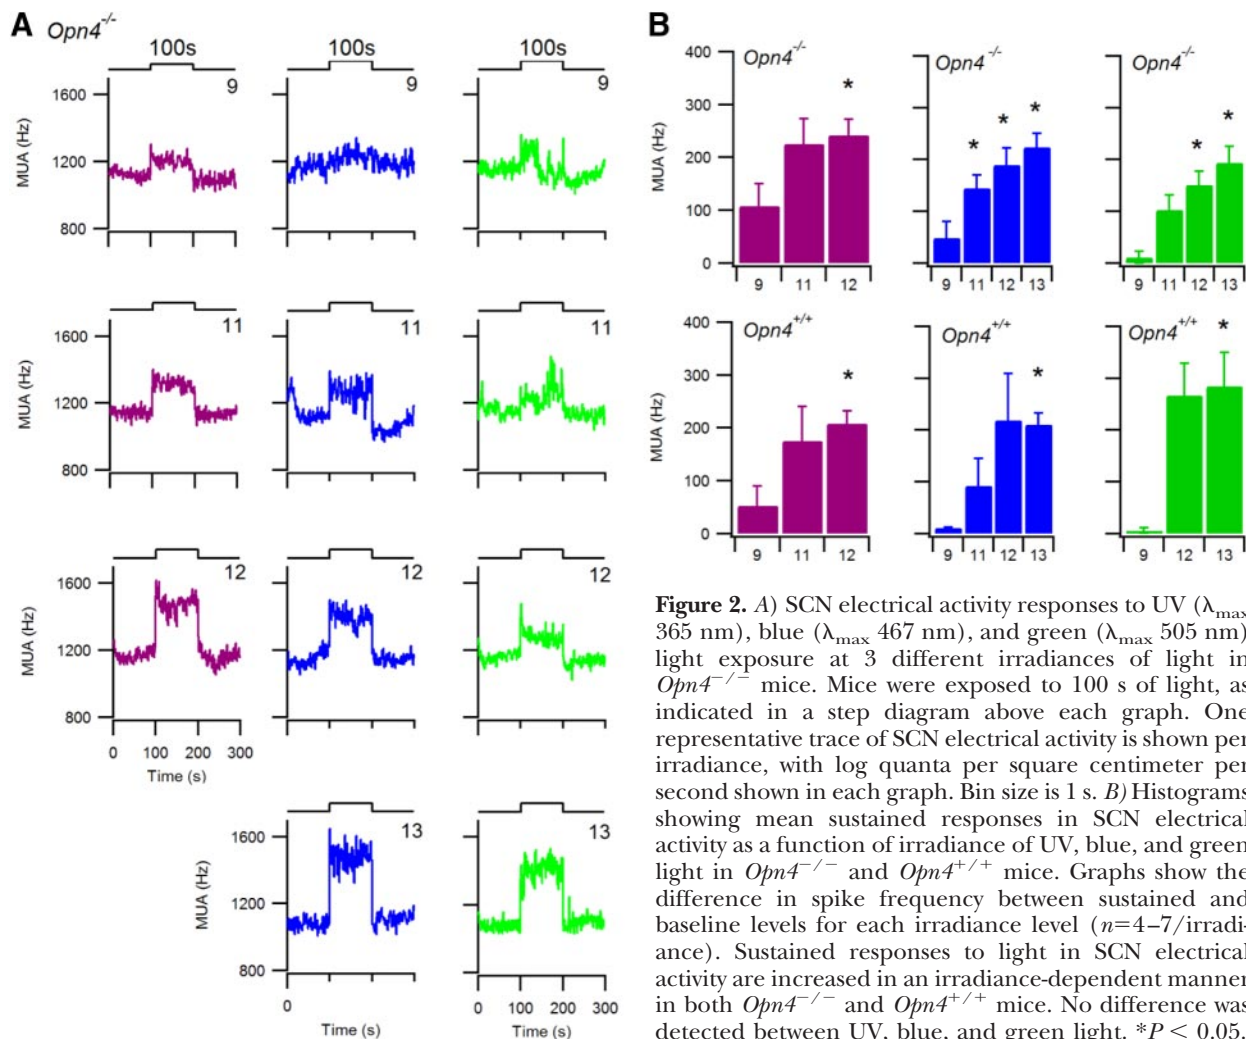 A
Opn4-/-
100s
100s
100s
9
9
9
MUA (Hz)
1600
1200
800
11
11
11
MUA (Hz)
1600
1200
800
12
12
12
MUA (Hz)
1600
1200
800
0 100 200 300
0 100 200 300
Time (s)
13
13
MUA (Hz)
1600
1200
800
0
Time (s)
Time (s)
B
Opn4-/-
Opn4-/-
Opn4-/-
MUA (Hz)
400
300
200
100
0
*
* * *
* *
9 11 12
9 11 12 13
9 11 12 13
Opn4+/+
Opn4+/+
Opn4+/+
MUA (Hz)
400
300
200
100
0
*
*
*
9 11 12
9 11 12 13
9 12 13
Figure 2. A) SCN electrical activity responses to UV (λmax
365 nm), blue (λmax 467 nm), and green (λmax 505 nm)
light exposure at 3 different irradiances of light in
Opn4−/− mice. Mice were exposed to 100 s of light, as
indicated in a step diagram above each graph. One
representative trace of SCN electrical activity is shown per
irradiance, with log quanta per square centimeter per
second shown in each graph. Bin size is 1 s. B) Histograms
showing mean sustained responses in SCN electrical
activity as a function of irradiance of UV, blue, and green
light in Opn4−/− and Opn4+/+ mice. Graphs show the
difference in spike frequency between sustained and
baseline levels for each irradiance level (n=4–7/irradi-
ance). Sustained responses to light in SCN electrical
activity are increased in an irradiance-dependent manner
in both Opn4−/− and Opn4+/+ mice. No difference was
detected between UV, blue, and green light. *P < 0.05.